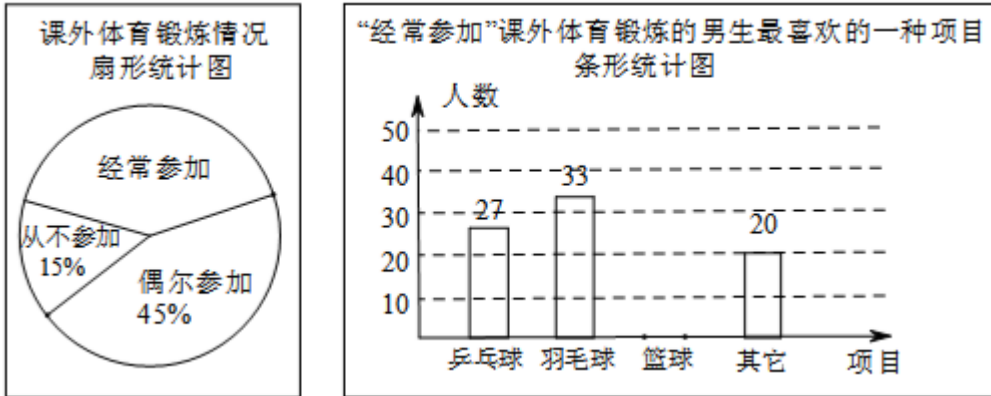 课外体育锻炼情况
扇形统计图
经常参加
从不参加
15%
偶尔参加
45%
“经常参加”课外体育锻炼的男生最喜欢的一种项目
条形统计图
人数
50
40
30
20
10
27
33
20
乒乓球 羽毛球 篮球 其它 项目